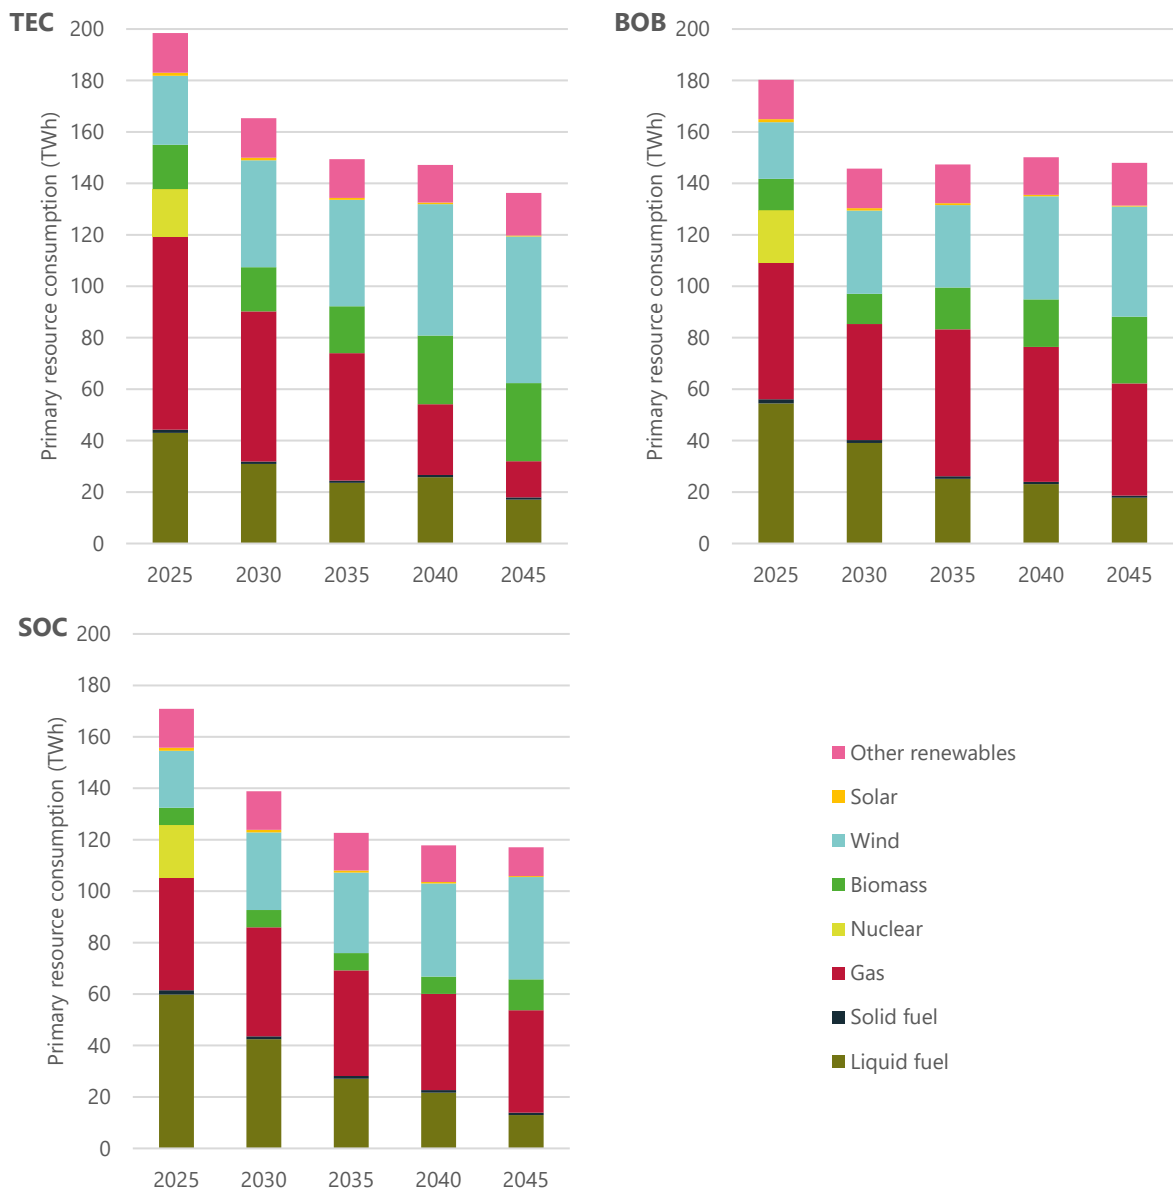 TEC
Primary resource consumption (TWh)
200
180
160
140
120
100
80
60
40
20
0
2025 2030 2035 2040 2045
BOB
Primary resource consumption (TWh)
200
180
160
140
120
100
80
60
40
20
0
2025 2030 2035 2040 2045
SOC
Primary resource consumption (TWh)
200
180
160
140
120
100
80
60
40
20
0
2025 2030 2035 2040 2045
Other renewables
Solar
Wind
Biomass
Nuclear
Gas
Solid fuel
Liquid fuel